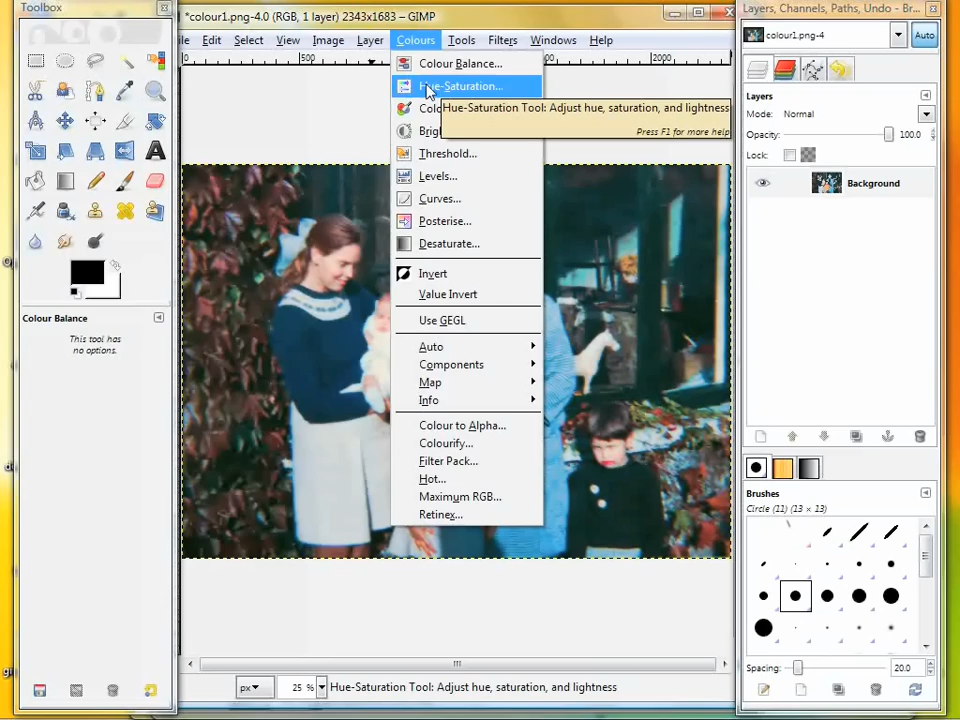 Toolbox
*colour1.png-4.0 (RGB, 1 layer) 2343x1683 – GIMP
Layers, Channels, Paths, Undo - Br...
ile Edit Select View Image Layer Colours Tools Filters Windows Help
colour1.png-4
Auto
500
Colour Balance...
Hue-Saturation...
Hue-Saturation Tool: Adjust hue, saturation, and lightness
Press F1 for more help
Threshold...
Levels...
Curves...
Posterise...
Desaturate...
Invert
Value Invert
Use GEGL
Auto
Components
Map
Info
Colour to Alpha...
Colourify...
Filter Pack...
Hot...
Maximum RGB...
Retinex...
Layers
Mode: Normal
Opacity: 100.0
Lock:
Background
Colour Balance
This tool has
no options.
Brushes
Circle (11) (13 × 13)
Spacing: 20.0
px 25 % Hue-Saturation Tool: Adjust hue, saturation, and lightness